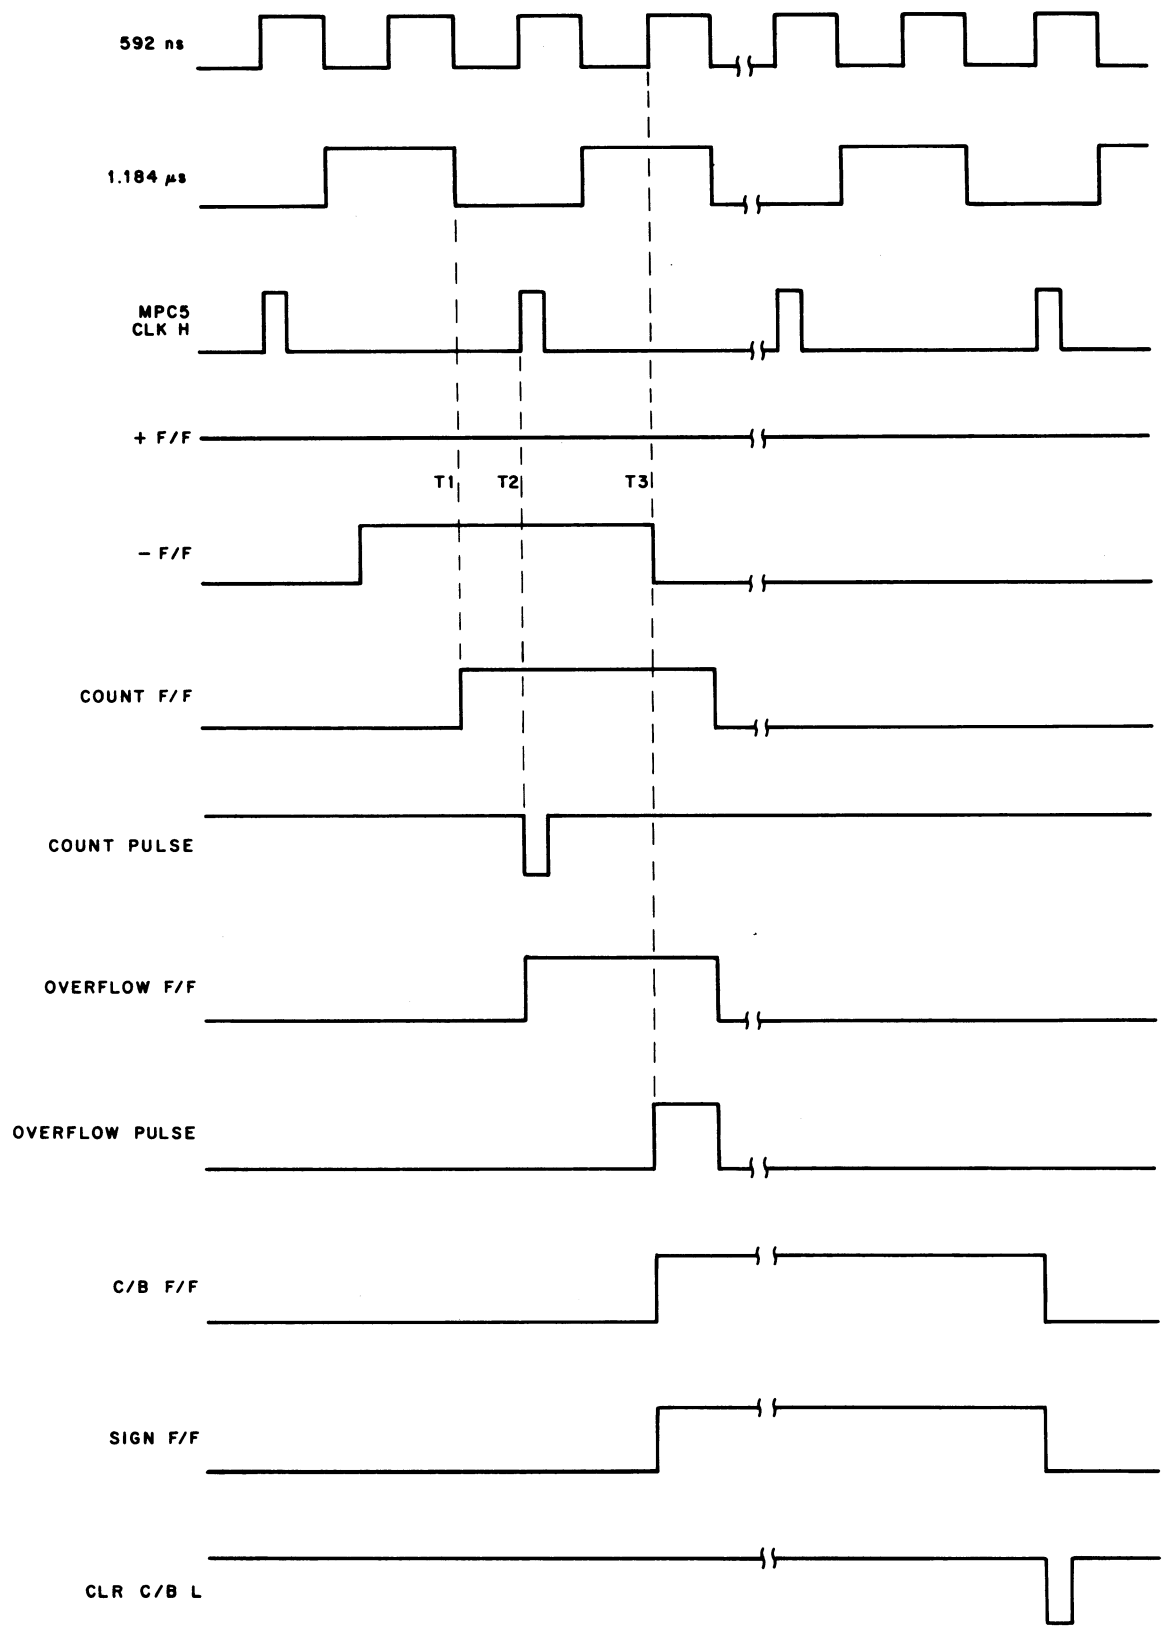 592 ns
1.184 μs
MPC5
CLK H
+ F/F
T1 T2 T3
− F/F
COUNT F/F
COUNT PULSE
OVERFLOW F/F
OVERFLOW PULSE
C/B F/F
SIGN F/F
CLR C/B L